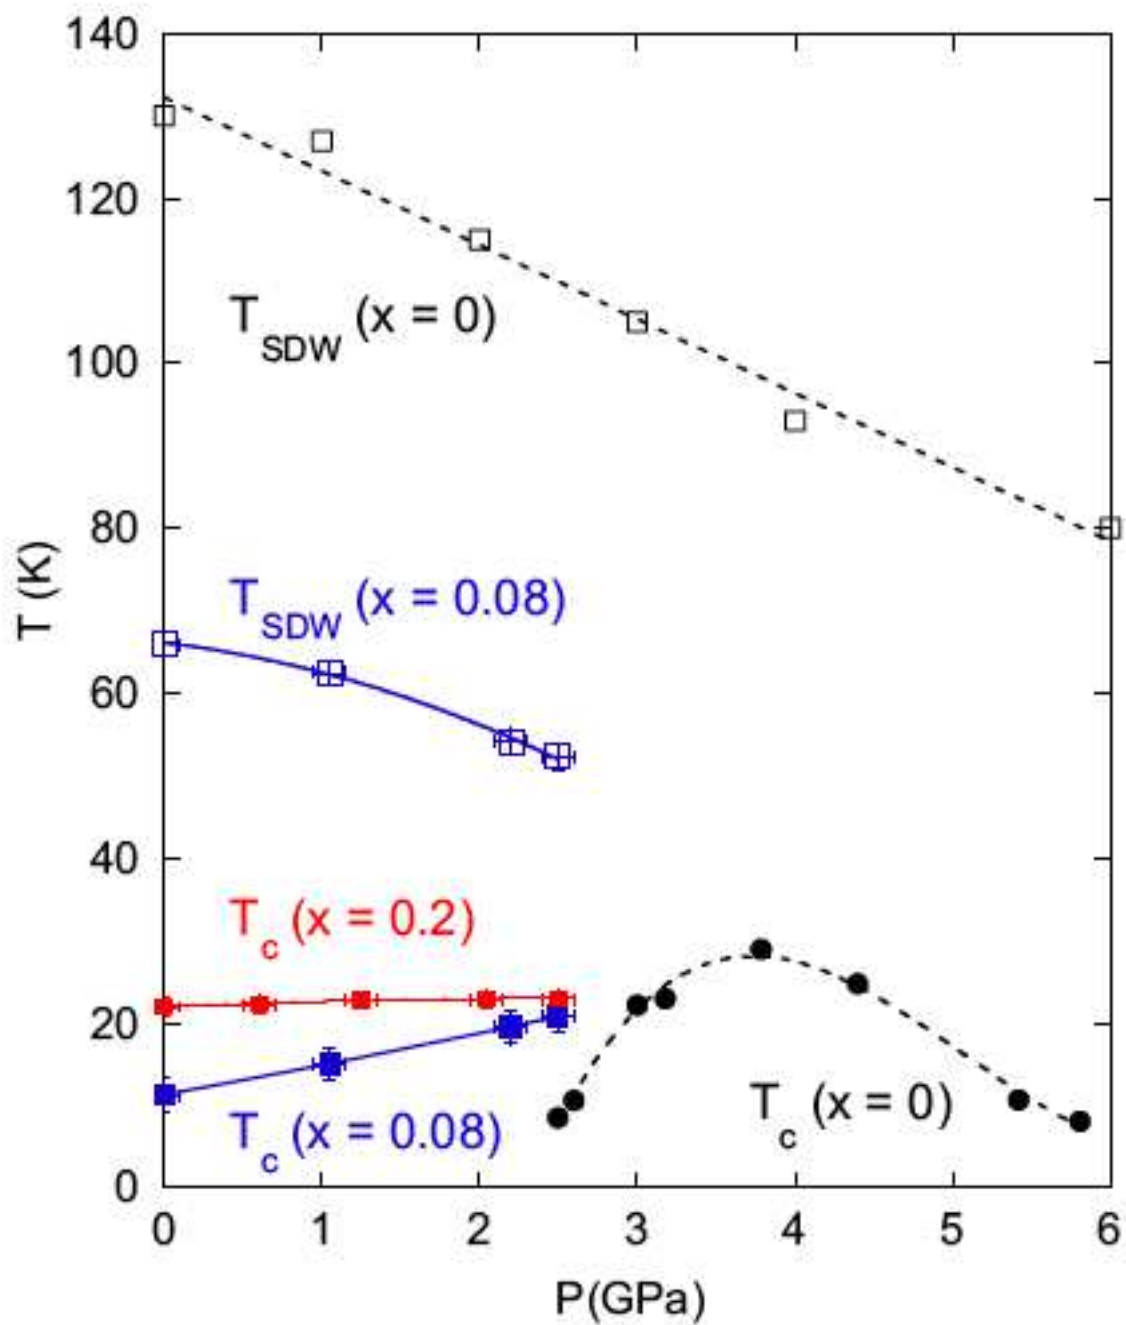 140
120
T_SDW (x = 0)
100
80
T (K)
T_SDW (x = 0.08)
60
40
T_c (x = 0.2)
20
T_c (x = 0)
T_c (x = 0.08)
0
0 1 2 3 4 5 6
P(GPa)